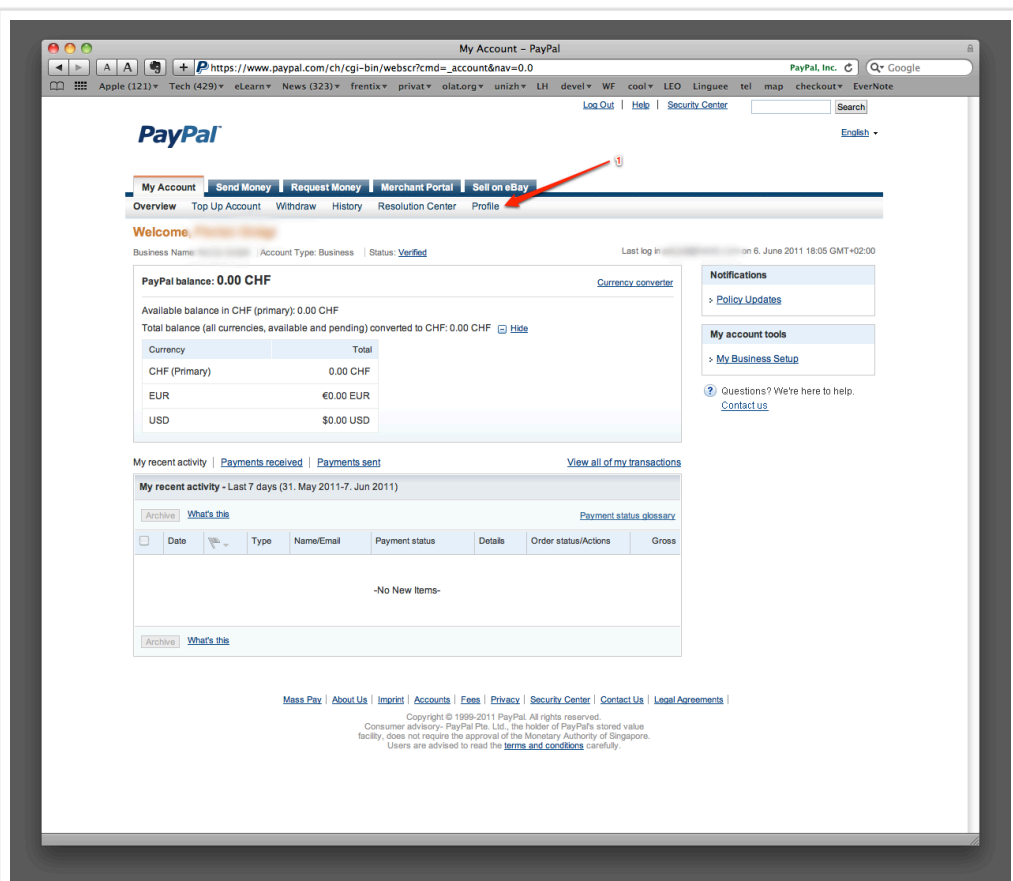 My Account – PayPal
A A + https://www.paypal.com/ch/cgi-bin/webscr?cmd=_account&nav=0.0 PayPal, Inc. Google
Apple (121) Tech (429) eLearn News (323) frentix privat olat.org unizh LH devel WF cool LEO Linguee tel map checkout EverNote
Log Out | Help | Security Center Search
PayPal English
1
My Account Send Money Request Money Merchant Portal Sell on eBay
Overview Top Up Account Withdraw History Resolution Center Profile
Welcome,
Business Name Account Type: Business | Status: Verified Last log in on 6. June 2011 18:05 GMT+02:00
PayPal balance: 0.00 CHF Currency converter
Notifications
Policy Updates
Available balance in CHF (primary): 0.00 CHF
Total balance (all currencies, available and pending) converted to CHF: 0.00 CHF Hide
My account tools
My Business Setup
Currency Total
CHF (Primary) 0.00 CHF
EUR €0.00 EUR
USD $0.00 USD
? Questions? We're here to help.
Contact us
My recent activity | Payments received | Payments sent View all of my transactions
My recent activity - Last 7 days (31. May 2011-7. Jun 2011)
Archive What's this Payment status glossary
Date Type Name/Email Payment status Details Order status/Actions Gross
-No New Items-
Archive What's this
Mass Pay | About Us | Imprint | Accounts | Fees | Privacy | Security Center | Contact Us | Legal Agreements |
Copyright © 1999-2011 PayPal. All rights reserved.
Consumer advisory- PayPal Pte. Ltd., the holder of PayPal's stored value
facility, does not require the approval of the Monetary Authority of Singapore.
Users are advised to read the terms and conditions carefully.